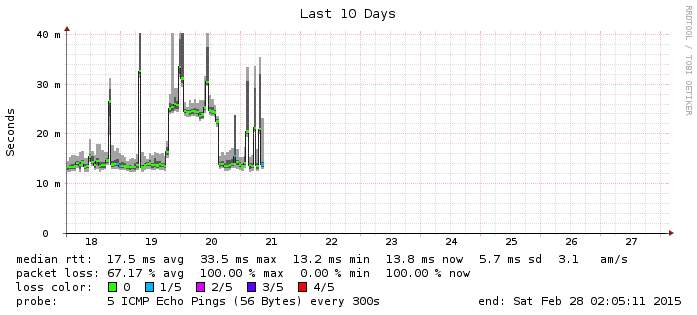 Last 10 Days
RRDTOOL / TOBI OETIKER
Seconds
40 m
30 m
20 m
10 m
0
18 19 20 21 22 23 24 25 26 27
median rtt: 17.5 ms avg 33.5 ms max 13.2 ms min 13.8 ms now 5.7 ms sd 3.1 am/s
packet loss: 67.17 % avg 100.00 % max 0.00 % min 100.00 % now
loss color: 0 1/5 2/5 3/5 4/5
probe: 5 ICMP Echo Pings (56 Bytes) every 300s end: Sat Feb 28 02:05:11 2015